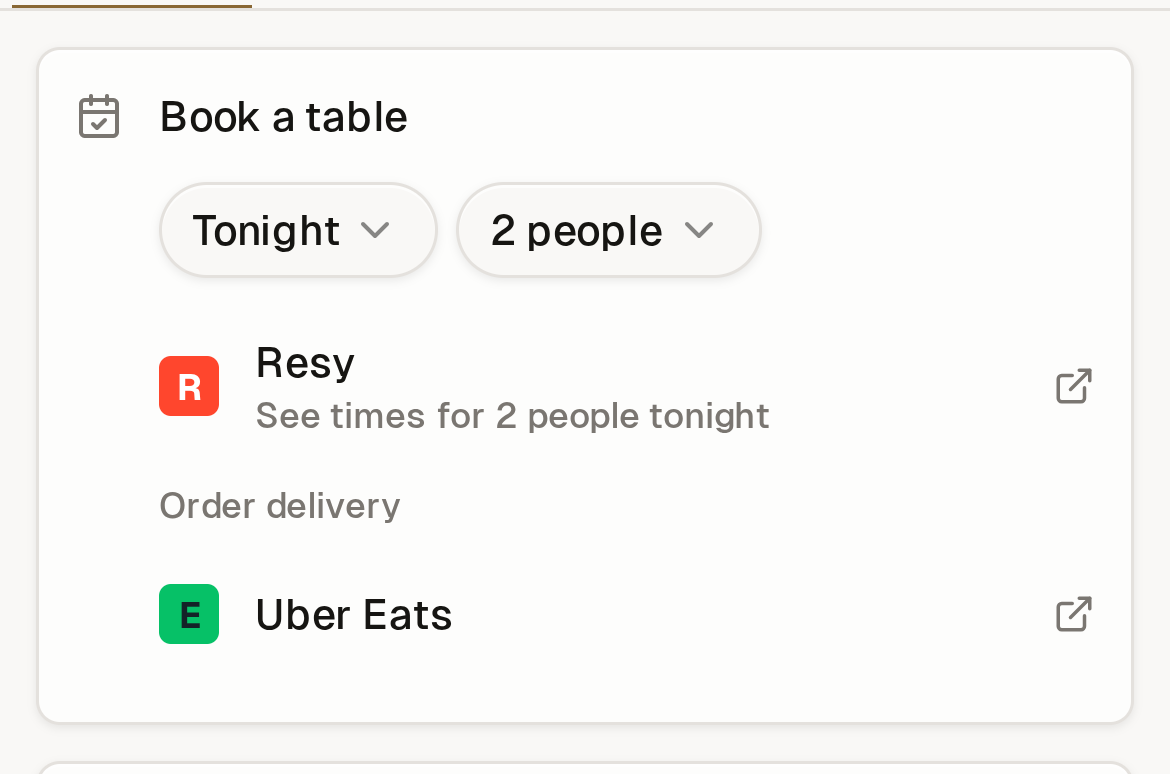 Book a table
Tonight
2 people
R
Resy
See times for 2 people tonight
Order delivery
E
Uber Eats